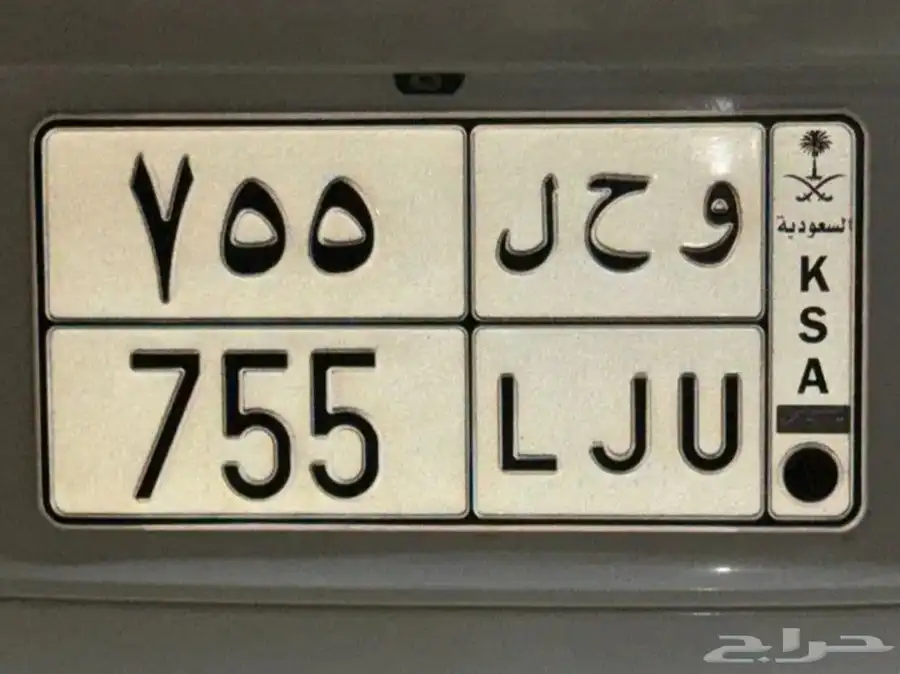 ٧٥٥ و ح ل
755 L J U
السعودية
K
S
A
حراج